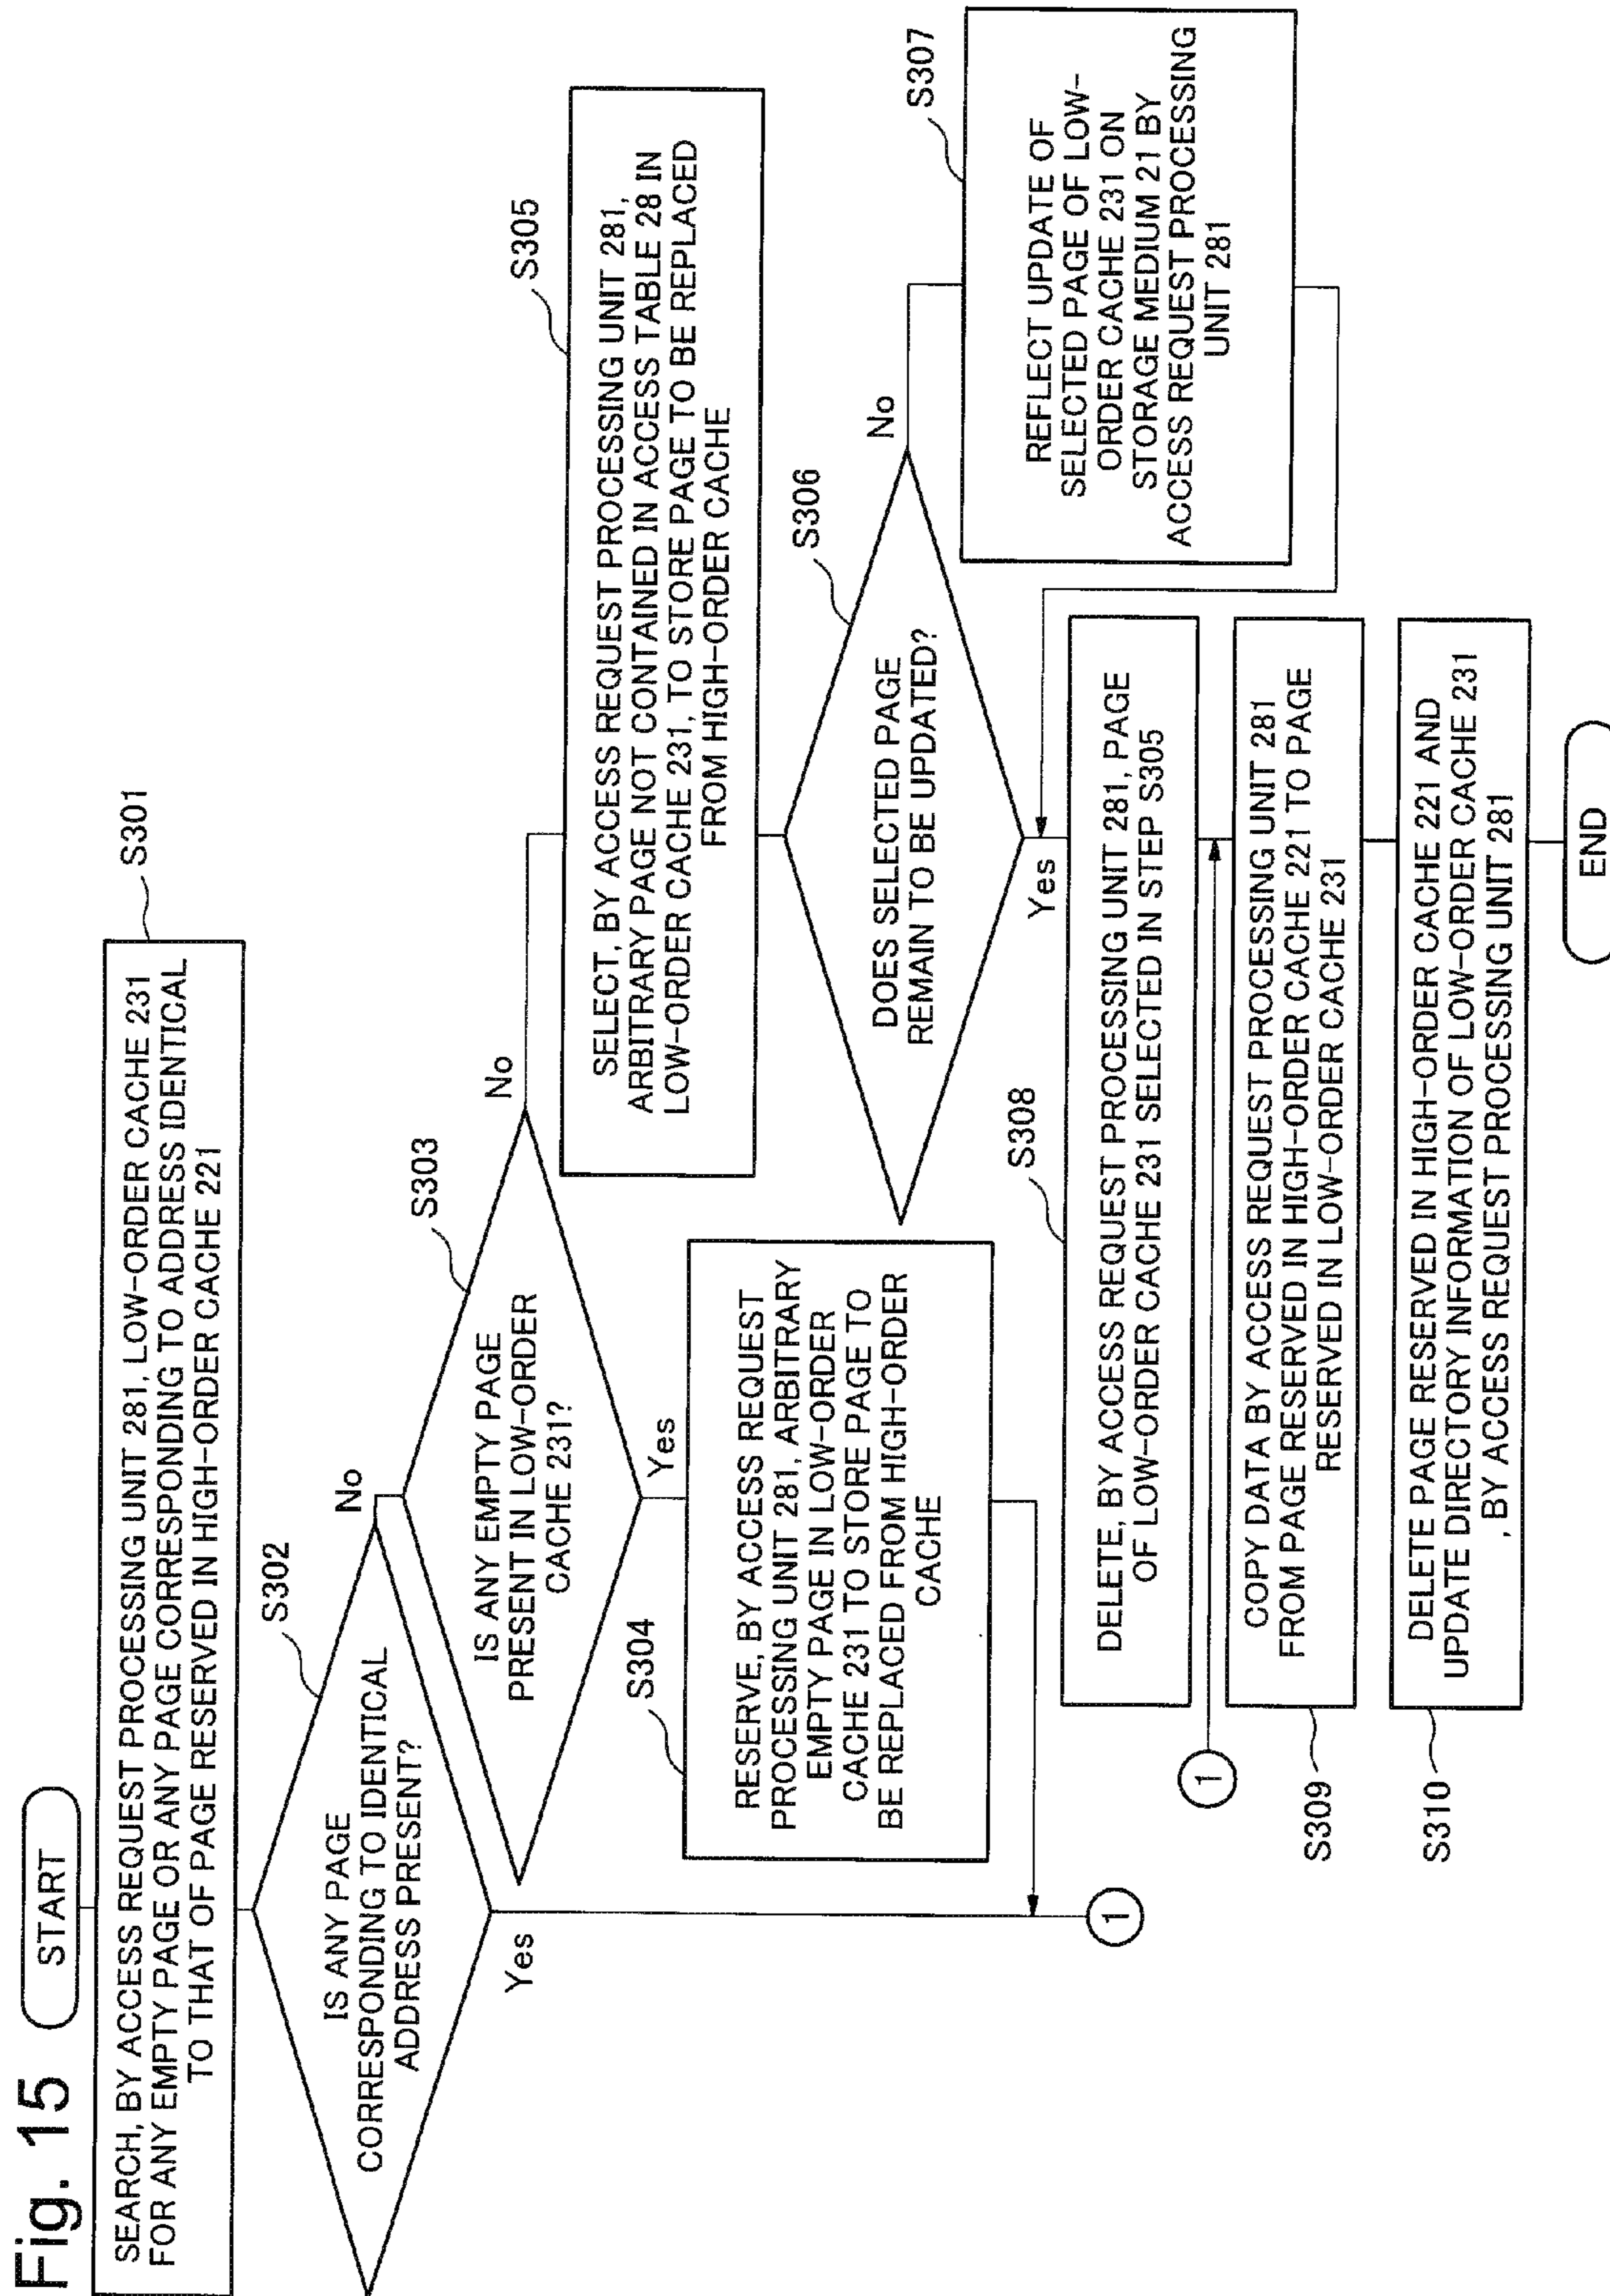 Fig. 15
START
S301
SEARCH, BY ACCESS REQUEST PROCESSING UNIT 281, LOW-ORDER CACHE 231
FOR ANY EMPTY PAGE OR ANY PAGE CORRESPONDING TO ADDRESS IDENTICAL
TO THAT OF PAGE RESERVED IN HIGH-ORDER CACHE 221
S302
IS ANY PAGE
CORRESPONDING TO IDENTICAL
ADDRESS PRESENT?
No
Yes
S303
IS ANY EMPTY PAGE
PRESENT IN LOW-ORDER
CACHE 231?
No
Yes
S304
RESERVE, BY ACCESS REQUEST
PROCESSING UNIT 281, ARBITRARY
EMPTY PAGE IN LOW-ORDER
CACHE 231 TO STORE PAGE TO
BE REPLACED FROM HIGH-ORDER
CACHE
1
S305
SELECT, BY ACCESS REQUEST PROCESSING UNIT 281,
ARBITRARY PAGE NOT CONTAINED IN ACCESS TABLE 28 IN
LOW-ORDER CACHE 231, TO STORE PAGE TO BE REPLACED
FROM HIGH-ORDER CACHE
S306
DOES SELECTED PAGE
REMAIN TO BE UPDATED?
No
Yes
S307
REFLECT UPDATE OF
SELECTED PAGE OF LOW-
ORDER CACHE 231 ON
STORAGE MEDIUM 21 BY
ACCESS REQUEST PROCESSING
UNIT 281
S308
DELETE, BY ACCESS REQUEST PROCESSING UNIT 281, PAGE
OF LOW-ORDER CACHE 231 SELECTED IN STEP S305
1
S309
COPY DATA BY ACCESS REQUEST PROCESSING UNIT 281
FROM PAGE RESERVED IN HIGH-ORDER CACHE 221 TO PAGE
RESERVED IN LOW-ORDER CACHE 231
S310
DELETE PAGE RESERVED IN HIGH-ORDER CACHE 221 AND
UPDATE DIRECTORY INFORMATION OF LOW-ORDER CACHE 231
, BY ACCESS REQUEST PROCESSING UNIT 281
END